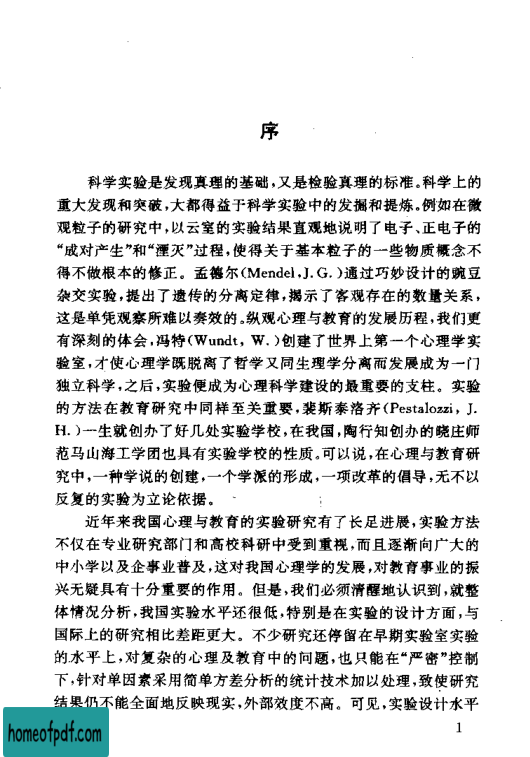 序
科学实验是发现真理的基础,又是检验真理的标准。科学上的
重大发现和突破,大都得益于科学实验中的发掘和提炼。例如在微
观粒子的研究中,以云室的实验结果直观地说明了电子、正电子的
“成对产生”和“湮灭”过程,使得关于基本粒子的一些物质概念不
得不做根本的修正。孟德尔(Mendel,J.G.)通过巧妙设计的豌豆
杂交实验,提出了遗传的分离定律,揭示了客观存在的数量关系,
这是单凭观察所难以奏效的。纵观心理与教育的发展历程,我们更
有深刻的体会,冯特(Wundt, W.)创建了世界上第一个心理学实
验室,才使心理学既脱离了哲学又同生理学分离而发展成为一门
独立科学,之后,实验便成为心理科学建设的最重要的支柱。实验
的方法在教育研究中同样至关重要,裴斯泰洛齐(Pestalozzi, J.
H.)一生就创办了好几处实验学校,在我国,陶行知创办的晓庄师
范马山海工学团也具有实验学校的性质。可以说,在心理与教育研
究中,一种学说的创建,一个学派的形成,一项改革的倡导,无不以
反复的实验为立论依据。
近年来我国心理与教育的实验研究有了长足进展,实验方法
不仅在专业研究部门和高校科研中受到重视,而且逐渐向广大的
中小学以及企事业普及,这对我国心理学的发展,对教育事业的振
兴无疑具有十分重要的作用。但是,我们必须清醒地认识到,就整
体情况分析,我国实验水平还很低,特别是在实验的设计方面,与
国际上的研究相比差距更大。不少研究还停留在早期实验室实验
的水平上,对复杂的心理及教育中的问题,也只能在“严密”控制
下,针对单因素采用简单方差分析的统计技术加以处理,致使研究
结果仍不能全面地反映现实,外部效度不高。可见,实验设计水平
1
homeofpdf.com